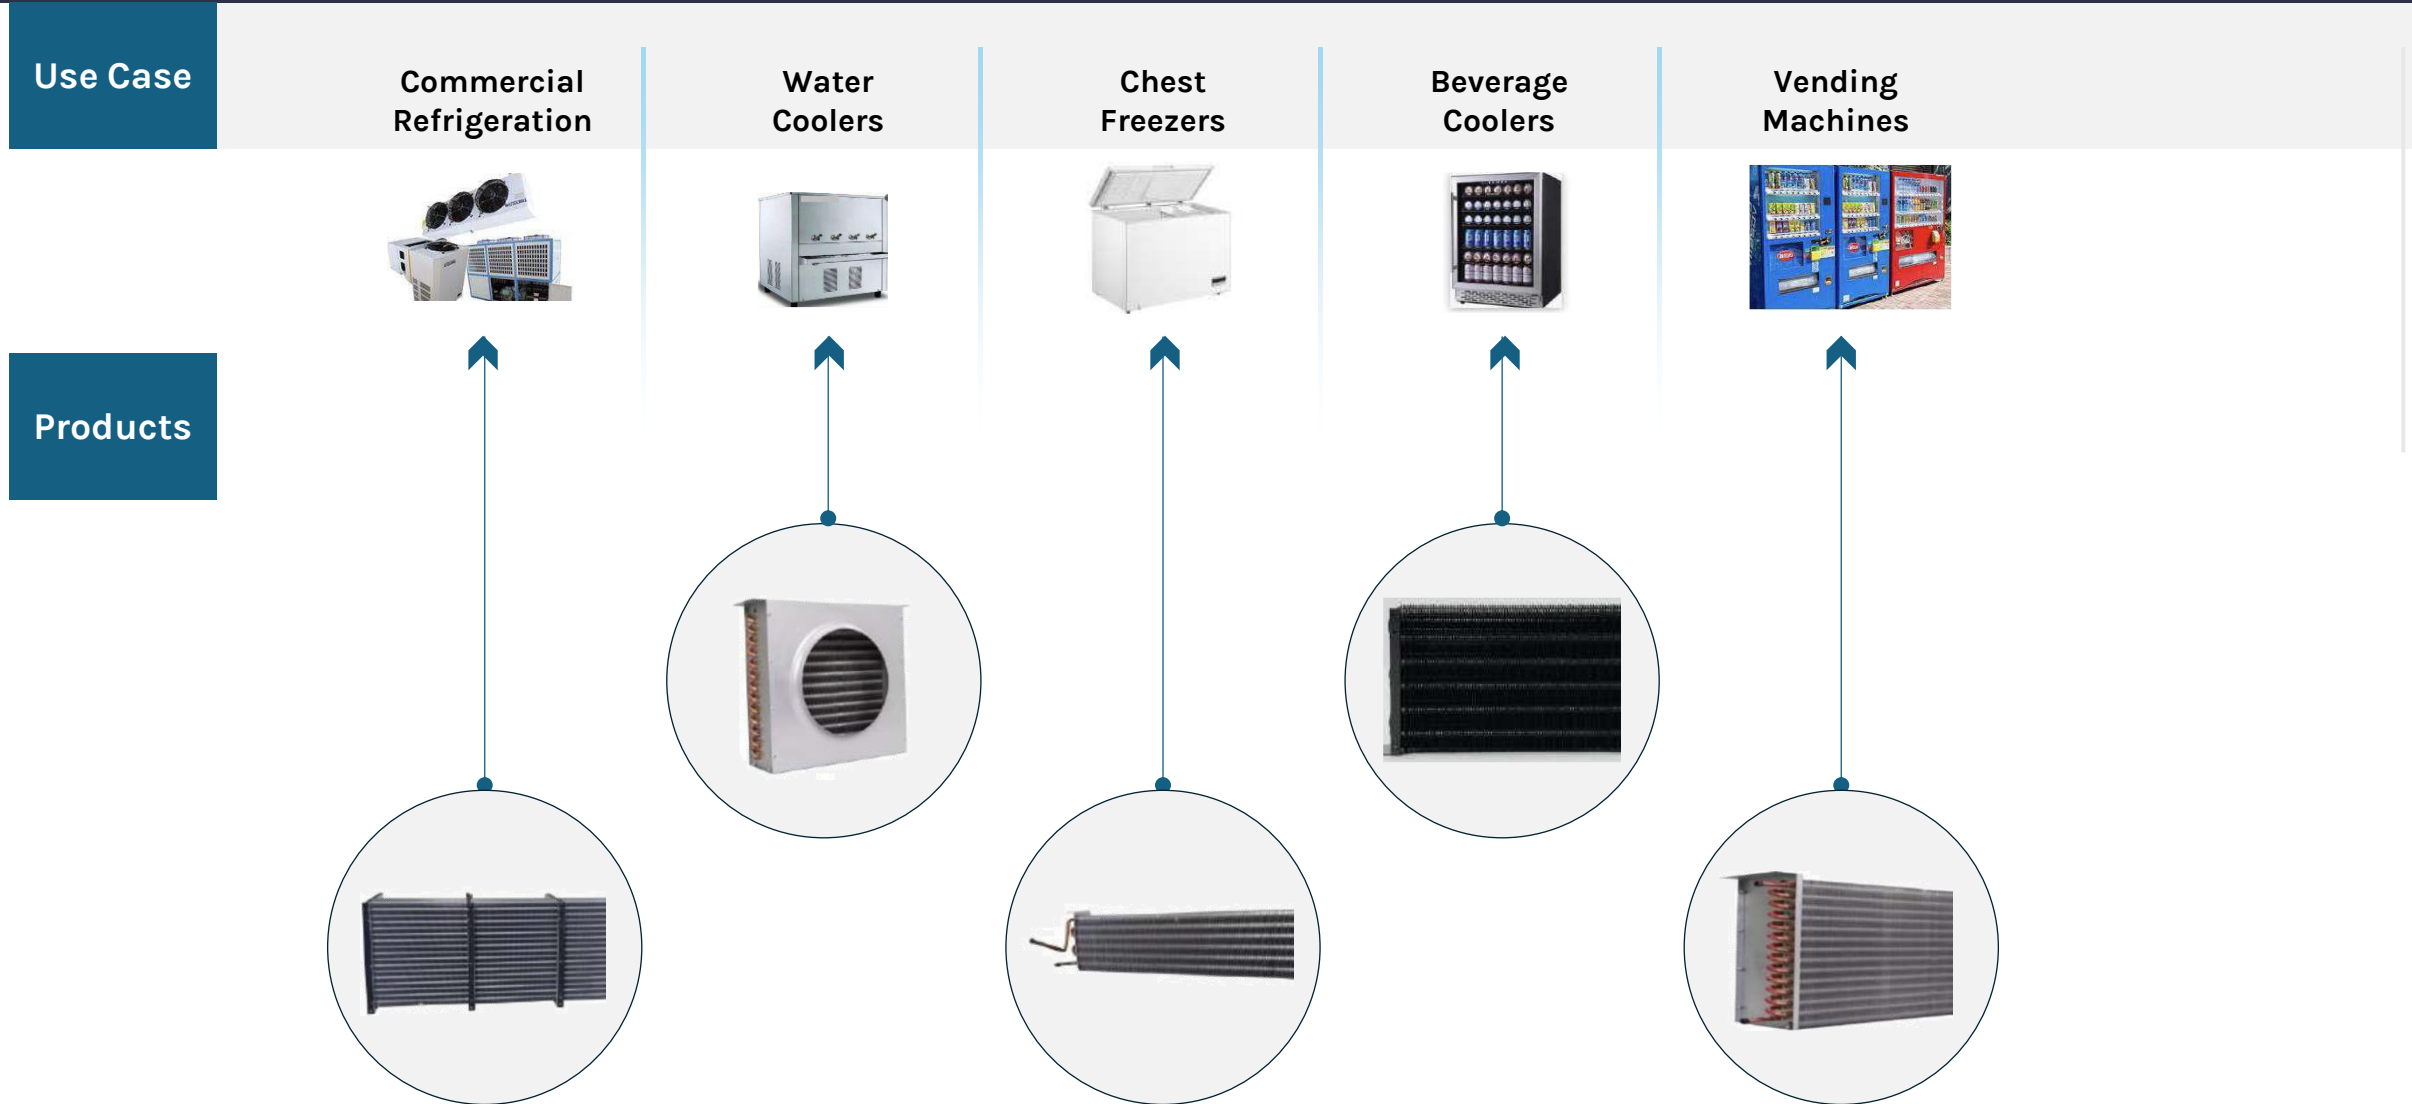 Use Case
Commercial
Refrigeration
Water
Coolers
Chest
Freezers
Beverage
Coolers
Vending
Machines
Products